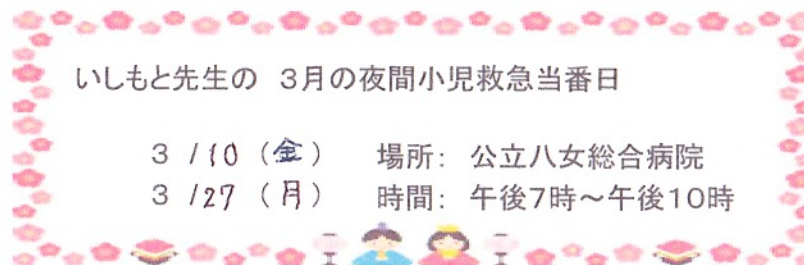 いしもと先生の 3月の夜間小児救急当番日
3 /10 (金) 場所: 公立八女総合病院
3 /27 (月) 時間: 午後7時～午後10時